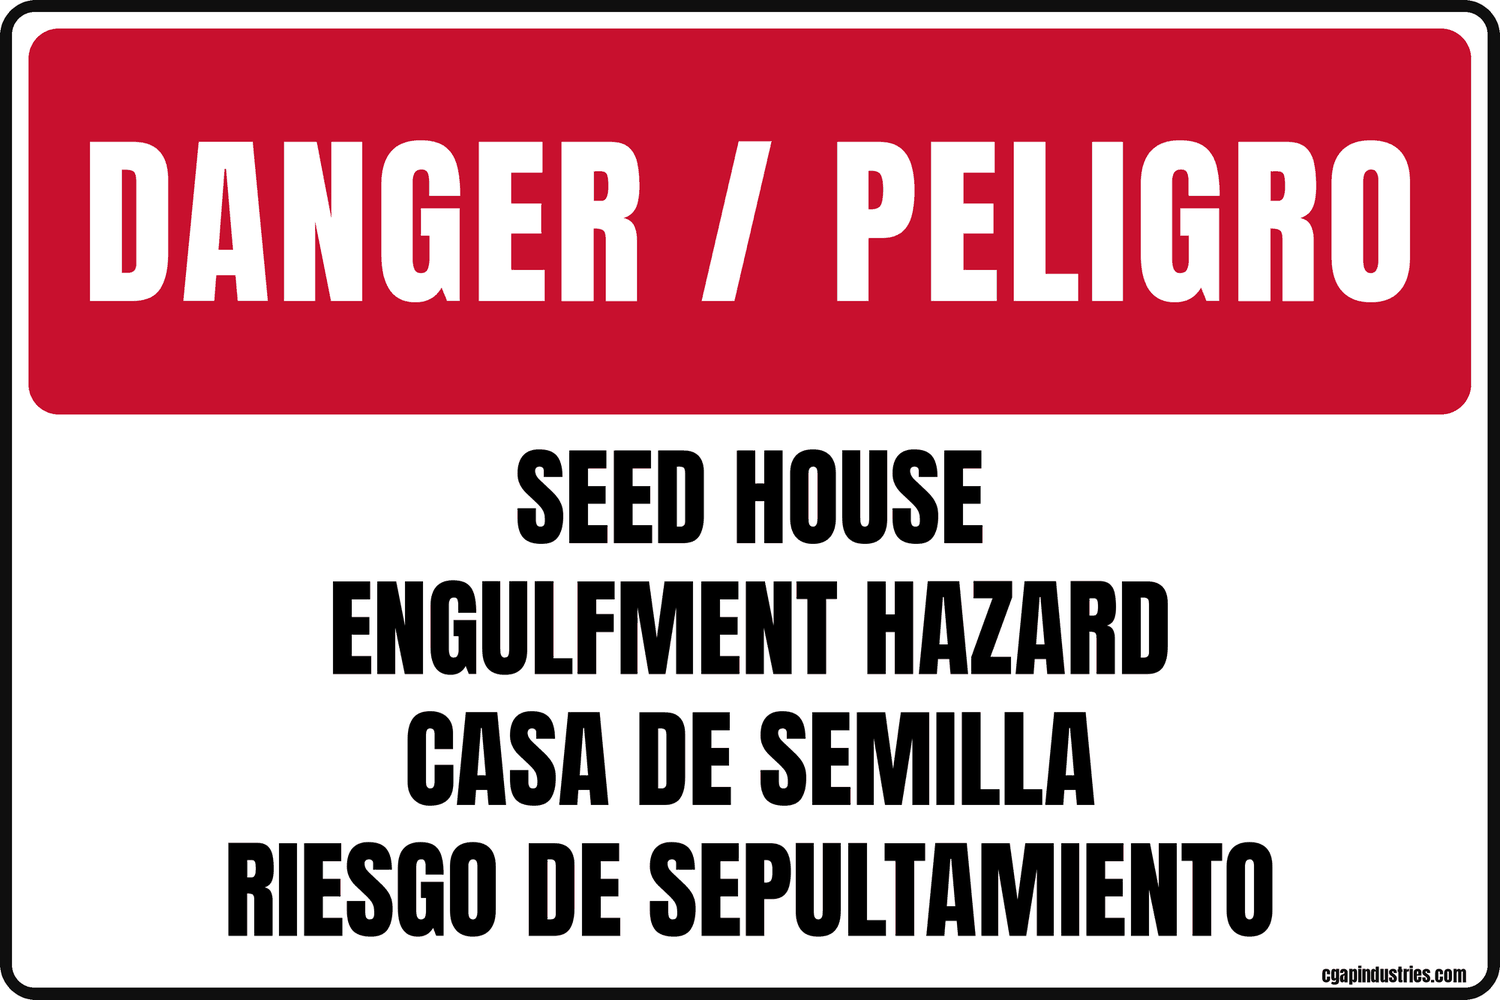 DANGER / PELIGRO
SEED HOUSE
ENGULFMENT HAZARD
CASA DE SEMILLA
RIESGO DE SEPULTAMIENTO
cgapindustries.com